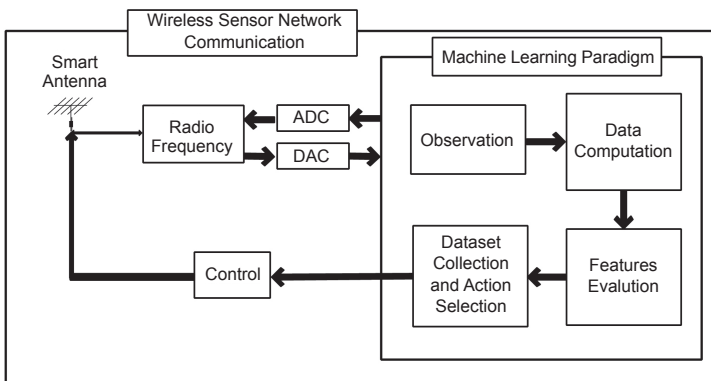 Wireless Sensor Network
Communication
Machine Learning Paradigm
Smart
Antenna
Radio
Frequency
ADC
DAC
Observation
Data
Computation
Control
Dataset
Collection
and Action
Selection
Features
Evalution